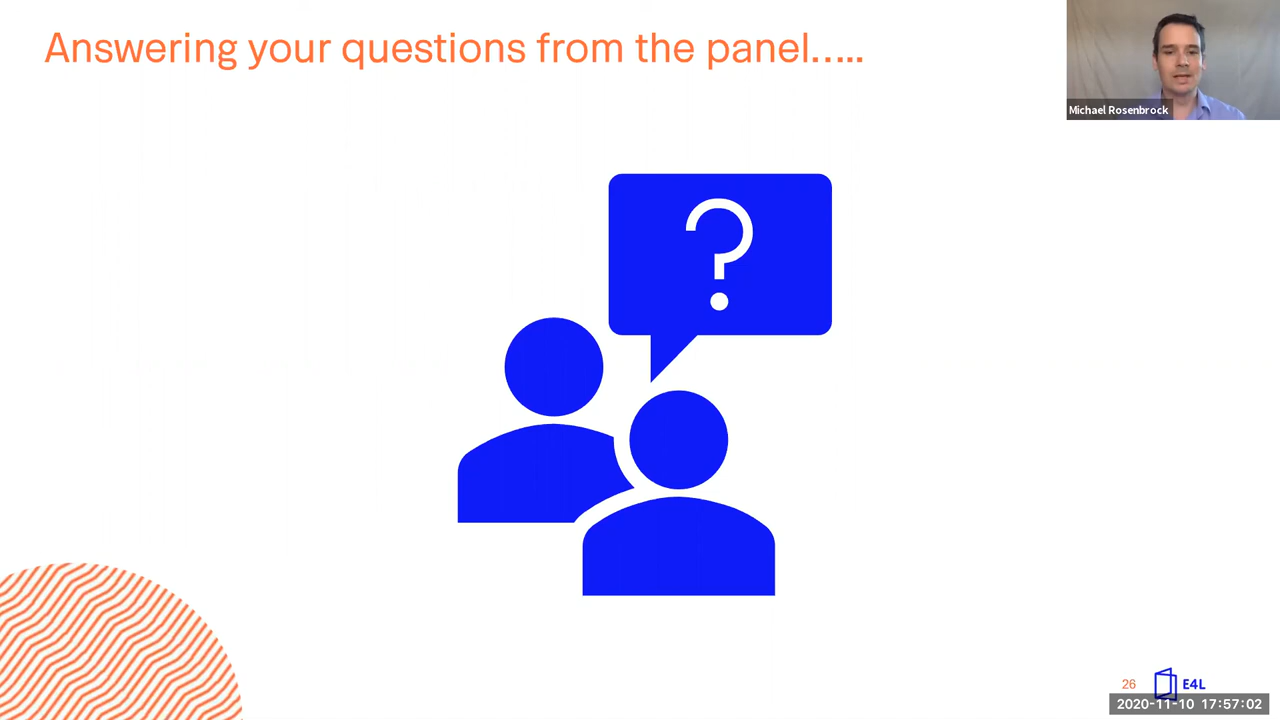 Answering your questions from the panel.....
Michael Rosenbrock
?
26
E4L
2020-11-10 17:57:02